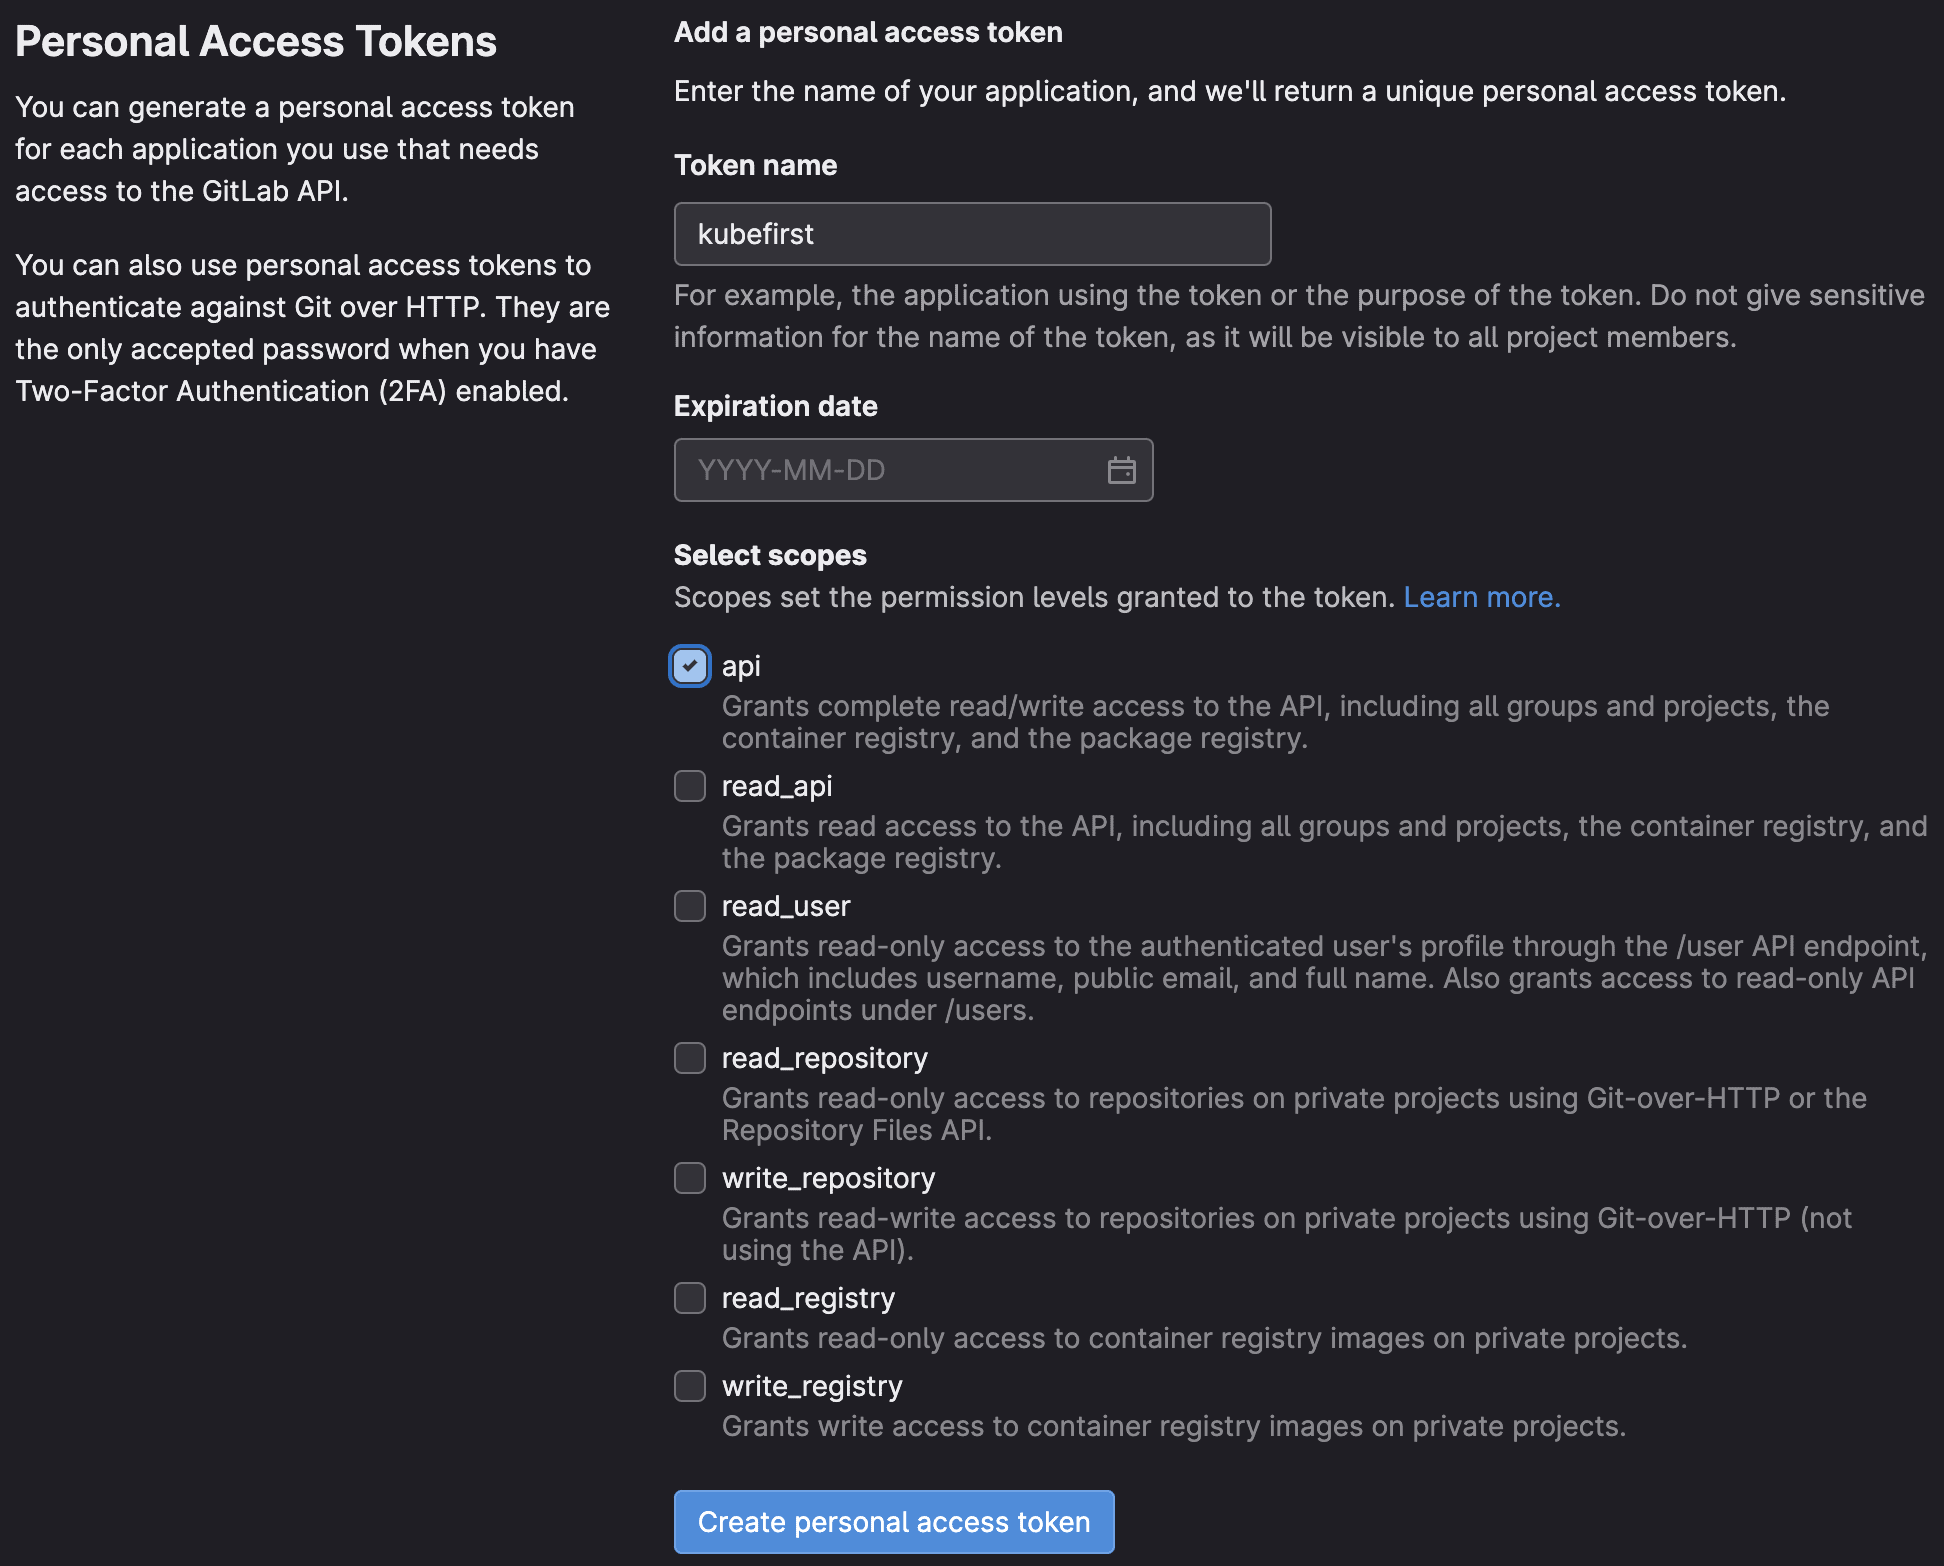 Personal Access Tokens
You can generate a personal access token
for each application you use that needs
access to the GitLab API.
You can also use personal access tokens to
authenticate against Git over HTTP. They are
the only accepted password when you have
Two-Factor Authentication (2FA) enabled.
Add a personal access token
Enter the name of your application, and we'll return a unique personal access token.
Token name
kubefirst
For example, the application using the token or the purpose of the token. Do not give sensitive
information for the name of the token, as it will be visible to all project members.
Expiration date
YYYY-MM-DD
Select scopes
Scopes set the permission levels granted to the token. Learn more.
api
Grants complete read/write access to the API, including all groups and projects, the
container registry, and the package registry.
read_api
Grants read access to the API, including all groups and projects, the container registry, and
the package registry.
read_user
Grants read-only access to the authenticated user's profile through the /user API endpoint,
which includes username, public email, and full name. Also grants access to read-only API
endpoints under /users.
read_repository
Grants read-only access to repositories on private projects using Git-over-HTTP or the
Repository Files API.
write_repository
Grants read-write access to repositories on private projects using Git-over-HTTP (not
using the API).
read_registry
Grants read-only access to container registry images on private projects.
write_registry
Grants write access to container registry images on private projects.
Create personal access token